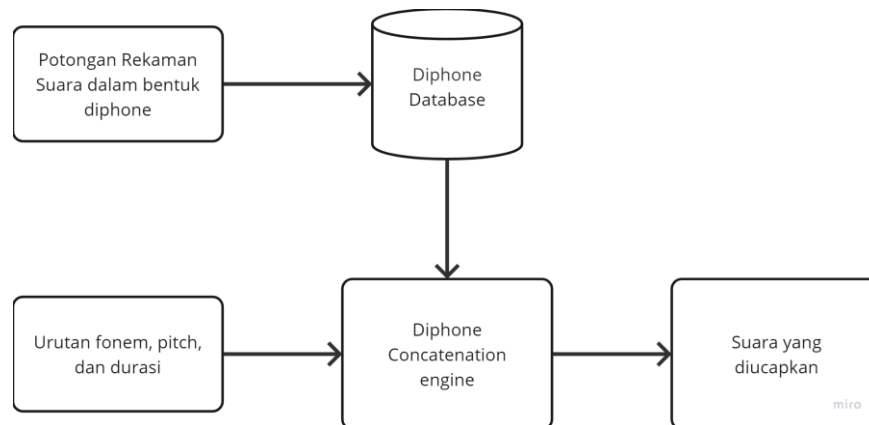 Potongan Rekaman
Suara dalam bentuk
diphone
Diphone
Database
Urutan fonem, pitch,
dan durasi
Diphone
Concatenation
engine
Suara yang
diucapkan
miro